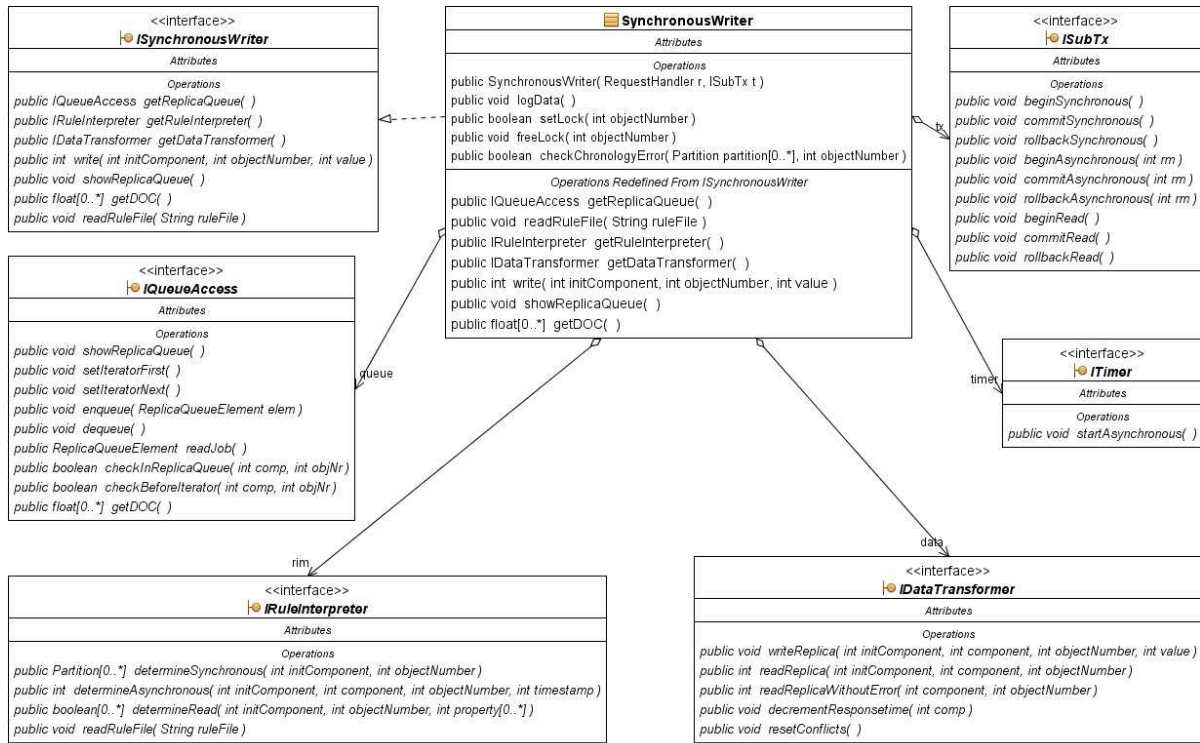 <<interface>>
ISynchronousWriter
Attributes
Operations
public IQueueAccess getReplicaQueue( )
public IRuleInterpreter getRuleInterpreter( )
public IDataTransformer getDataTransformer( )
public int write( int initComponent, int objectNumber, int value )
public void showReplicaQueue( )
public float[0..*] getDOC( )
public void readRuleFile( String ruleFile )
SynchronousWriter
Attributes
Operations
public SynchronousWriter( RequestHandler r, ISubTx t )
public void logData( )
public boolean setLock( int objectNumber )
public void freeLock( int objectNumber )
public boolean checkChronologyError( Partition partition[0..*], int objectNumber )
Operations Redefined From ISynchronousWriter
public IQueueAccess getReplicaQueue( )
public void readRuleFile( String ruleFile )
public IRuleInterpreter getRuleInterpreter( )
public IDataTransformer getDataTransformer( )
public int write( int initComponent, int objectNumber, int value )
public void showReplicaQueue( )
public float[0..*] getDOC( )
<<interface>>
ISubTx
Attributes
Operations
public void beginSynchronous( )
public void commitSynchronous( )
public void rollbackSynchronous( )
public void beginAsynchronous( int rm )
public void commitAsynchronous( int rm )
public void rollbackAsynchronous( int rm )
public void beginRead( )
public void commitRead( )
public void rollbackRead( )
tx
<<interface>>
IQueueAccess
Attributes
Operations
public void showReplicaQueue( )
public void setIteratorFirst( )
public void setIteratorNext( )
public void enqueue( ReplicaQueueElement elem )
public void dequeue( )
public ReplicaQueueElement readJob( )
public boolean checkInReplicaQueue( int comp, int objNr )
public boolean checkBeforeIterator( int comp, int objNr )
public float[0..*] getDOC( )
queue
timer
<<interface>>
ITimer
Attributes
Operations
public void startAsynchronous( )
rim
<<interface>>
IRuleInterpreter
Attributes
Operations
public Partition[0..*] determineSynchronous( int initComponent, int objectNumber )
public int determineAsynchronous( int initComponent, int component, int objectNumber, int timestamp )
public boolean[0..*] determineRead( int initComponent, int objectNumber, int property[0..*] )
public void readRuleFile( String ruleFile )
data
<<interface>>
IDataTransformer
Attributes
Operations
public void writeReplica( int initComponent, int component, int objectNumber, int value )
public int readReplica( int initComponent, int component, int objectNumber )
public int readReplicaWithoutError( int component, int objectNumber )
public void decrementResponsetime( int comp )
public void resetConflicts( )